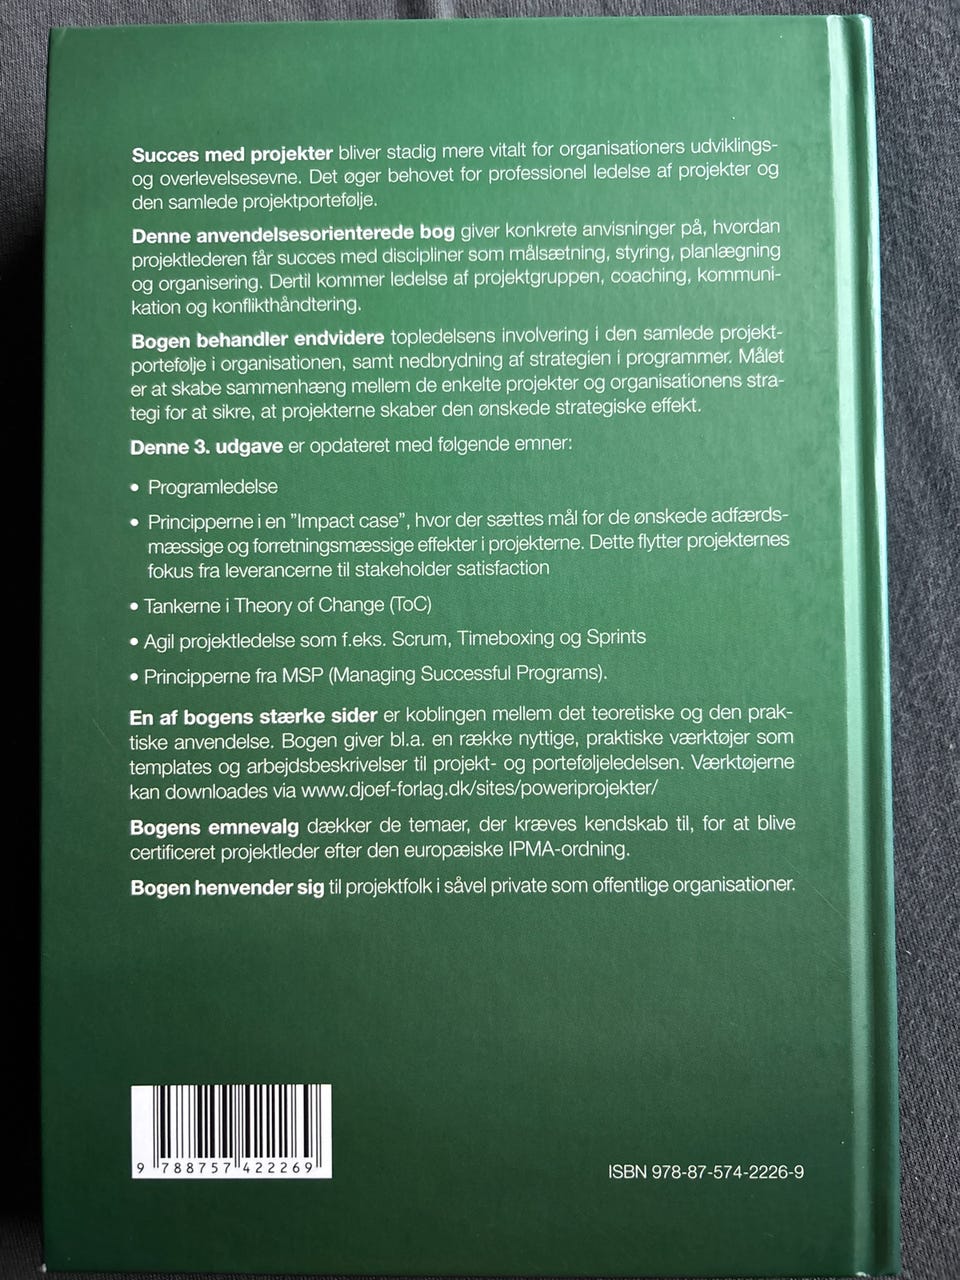 Succes med projekter bliver stadig mere vitalt for organisationers udviklings-
og overlevelsesevne. Det øger behovet for professionel ledelse af projekter og
den samlede projektportefølje.
Denne anvendelsesorienterede bog giver konkrete anvisninger på, hvordan
projektlederen får succes med discipliner som målsætning, styring, planlægning
og organisering. Dertil kommer ledelse af projektgruppen, coaching, kommuni-
kation og konflikthåndtering.
Bogen behandler endvidere topledelsens involvering i den samlede projekt-
portefølje i organisationen, samt nedbrydning af strategien i programmer. Målet
er at skabe sammenhæng mellem de enkelte projekter og organisationens stra-
tegi for at sikre, at projekterne skaber den ønskede strategiske effekt.
Denne 3. udgave er opdateret med følgende emner:
• Programledelse
• Principperne i en ”Impact case”, hvor der sættes mål for de ønskede adfærds-
mæssige og forretningsmæssige effekter i projekterne. Dette flytter projekternes
fokus fra leverancerne til stakeholder satisfaction
• Tankerne i Theory of Change (ToC)
• Agil projektledelse som f.eks. Scrum, Timeboxing og Sprints
• Principperne fra MSP (Managing Successful Programs).
En af bogens stærke sider er koblingen mellem det teoretiske og den prak-
tiske anvendelse. Bogen giver bl.a. en række nyttige, praktiske værktøjer som
templates og arbejdsbeskrivelser til projekt- og porteføljeledelsen. Værktøjerne
kan downloades via www.djoef-forlag.dk/sites/poweriprojekter/
Bogens emnevalg dækker de temaer, der kræves kendskab til, for at blive
certificeret projektleder efter den europæiske IPMA-ordning.
Bogen henvender sig til projektfolk i såvel private som offentlige organisationer.
9 788757 422269
ISBN 978-87-574-2226-9